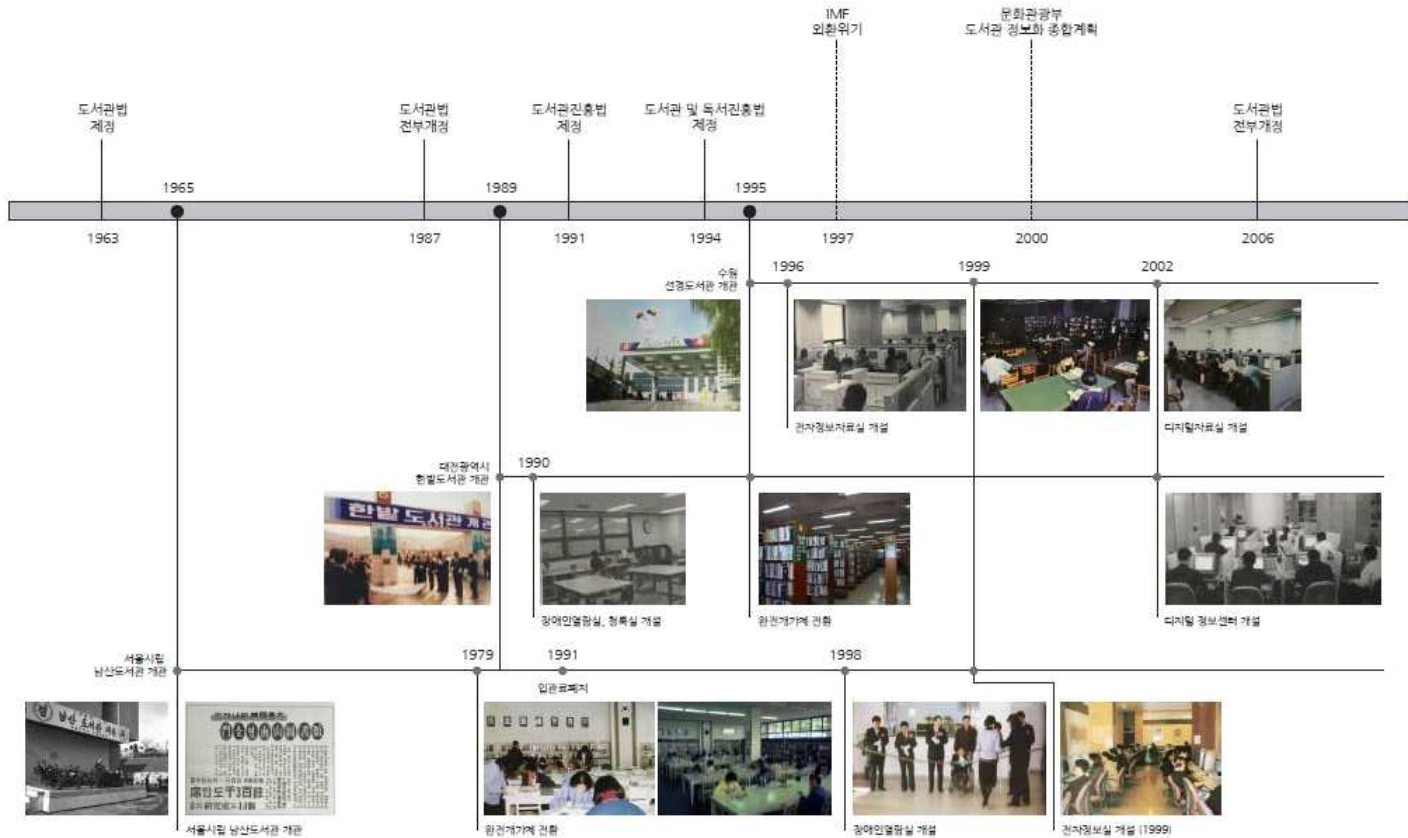 IMF
외환위기
문화관광부
도서관 정보화 종합계획
도서관법
제정
도서관법
전부개정
도서관진흥법
제정
도서관 및 독서진흥법
제정
도서관법
전부개정
1965
1989
1995
1963
1987
1991
1994
1997
2000
2006
수원
선경도서관 개관
1996
1999
2002
전자정보자료실 개설
디지털자료실 개설
대전광역시
한밭도서관 개관
1990
한밭 도서관 개관
장애인열람실, 청록실 개설
완전개가제 전환
디지털 정보센터 개설
서울시립
남산도서관 개관
1979
1991
1998
입관료폐지
남산 도서관
서울시립 남산도서관 개관
완전개가제 전환
장애인열람실 개설
전자정보실 개설 (1999)